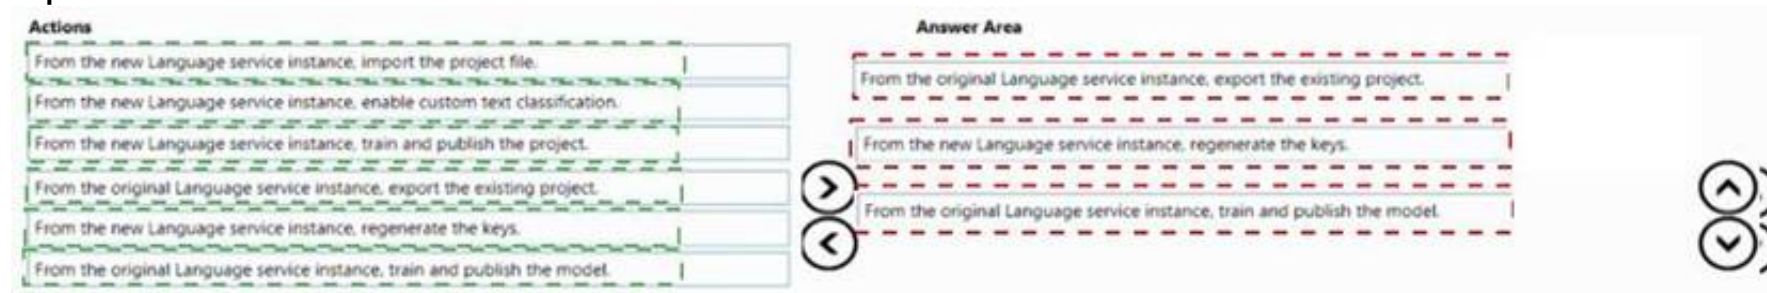 Actions
From the new Language service instance, import the project file.
From the new Language service instance, enable custom text classification.
From the new Language service instance, train and publish the project.
From the original Language service instance, export the existing project.
From the new Language service instance, regenerate the keys.
From the original Language service instance, train and publish the model.
Answer Area
From the original Language service instance, export the existing project.
From the new Language service instance, regenerate the keys.
From the original Language service instance, train and publish the model.